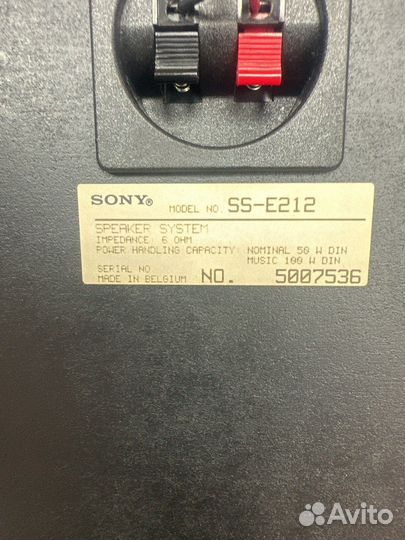 SONY® MODEL NO. SS-E212
SPEAKER SYSTEM
IMPEDANCE: 6 OHM
POWER HANDLING CAPACITY: NOMINAL 50 W DIN
MUSIC 100 W DIN
SERIAL NO
MADE IN BELGIUM NO. 5007536
Avito